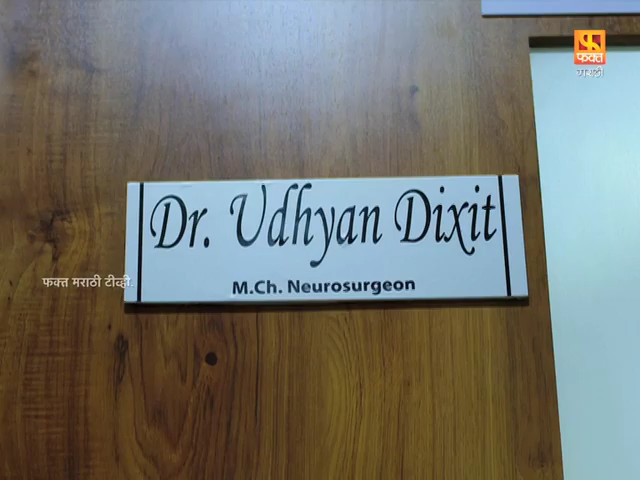 फक्त
मराठी
Dr. Udhyan Dixit
M.Ch. Neurosurgeon
फक्त मराठी टीव्ही